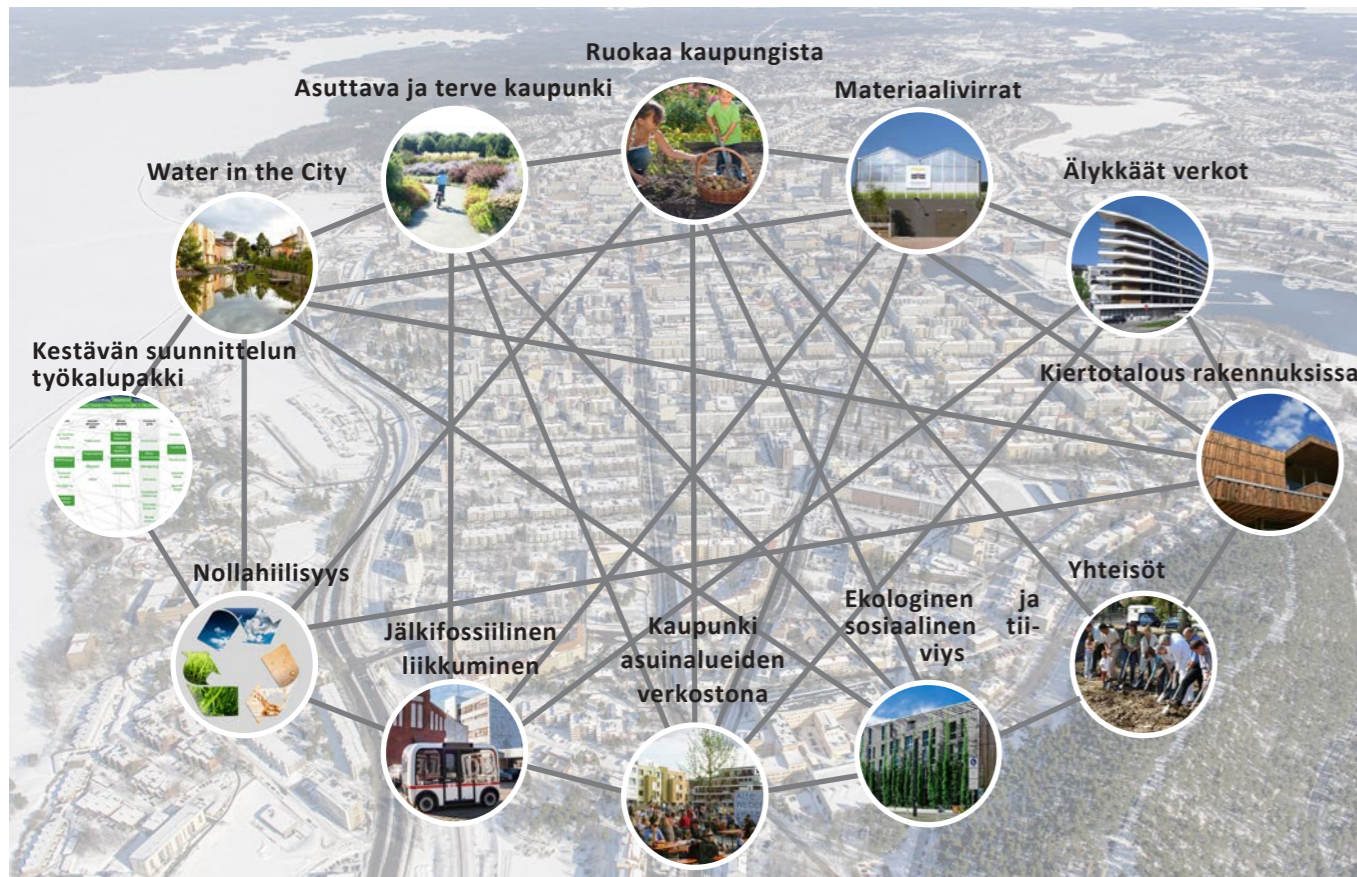 Ruokaa kaupungista
Asuttava ja terve kaupunki
Materiaalivirrat
Water in the City
Älykkäät verkot
Kestävän suunnittelun
työkalupakki
Kiertotalous rakennuksissa
Nollahiilisyys
Yhteisöt
Jälkifossiilinen
liikkuminen
Kaupunki
asuinalueiden
verkostona
Ekologinen ja
sosiaalinen tii-
viys